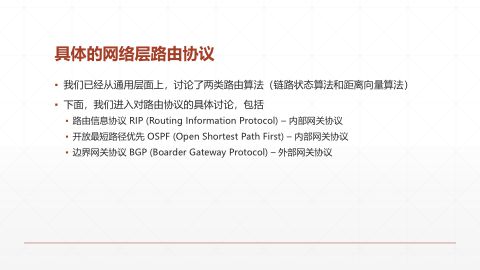 具体的网络层路由协议
▪ 我们已经从通用层面上，讨论了两类路由算法（链路状态算法和距离向量算法）
▪ 下面，我们进入对路由协议的具体讨论，包括
▪ 路由信息协议 RIP (Routing Information Protocol) – 内部网关协议
▪ 开放最短路径优先 OSPF (Open Shortest Path First) – 内部网关协议
▪ 边界网关协议 BGP (Boarder Gateway Protocol) – 外部网关协议